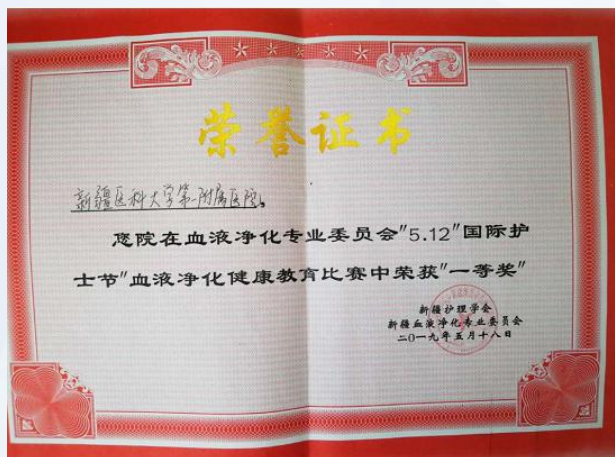 荣誉证书
新疆医科大学第一附属医院。
您院在血液净化专业委员会"5.12"国际护
士节"血液净化健康教育比赛中荣获"一等奖"
新疆护理学会
新疆血液净化专业委员会
二〇一九年五月十八日